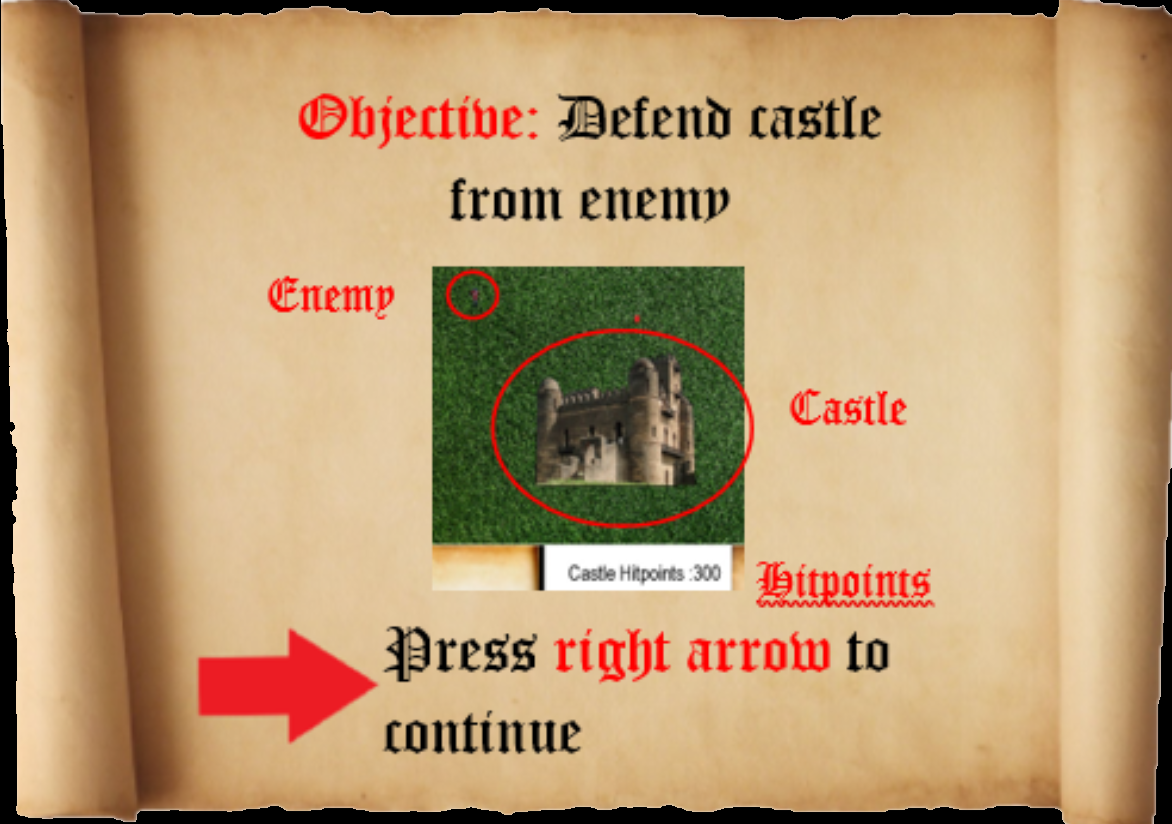 Objective: Defend castle
from enemy
Enemy
Castle
Castle Hitpoints :300
Hitpoints
Press right arrow to
continue